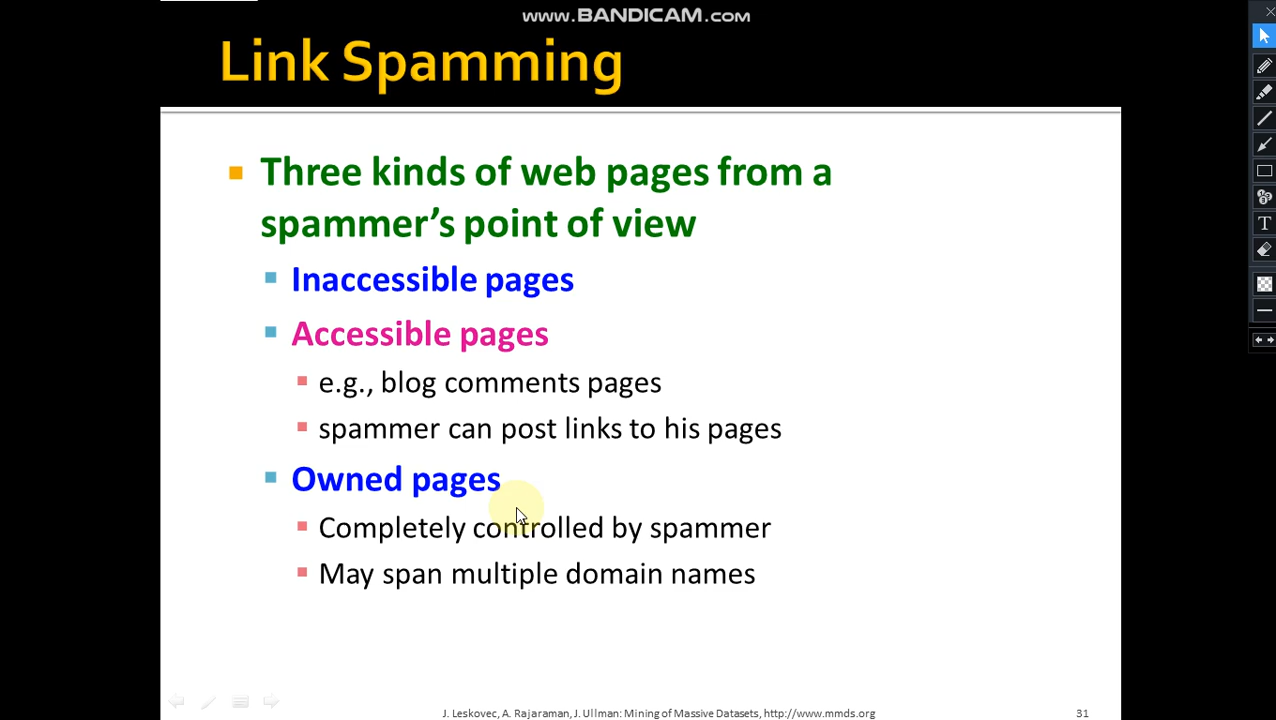 www.BANDICAM.com
Link Spamming
Three kinds of web pages from a
spammer's point of view
Inaccessible pages
Accessible pages
e.g., blog comments pages
spammer can post links to his pages
Owned pages
Completely controlled by spammer
May span multiple domain names
J. Leskovec, A. Rajaraman, J. Ullman: Mining of Massive Datasets, http://www.mmds.org
31